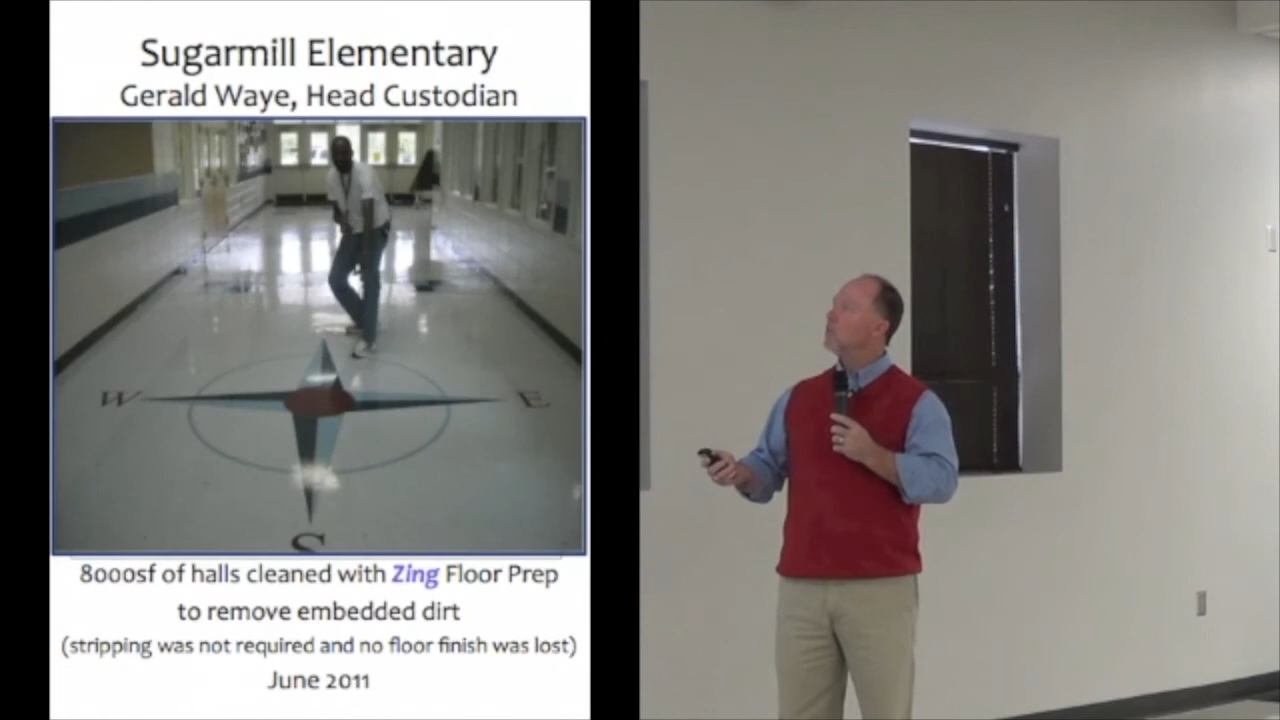 Sugarmill Elementary
Gerald Waye, Head Custodian
W
E
S
8000sf of halls cleaned with Zing Floor Prep
to remove embedded dirt
(stripping was not required and no floor finish was lost)
June 2011